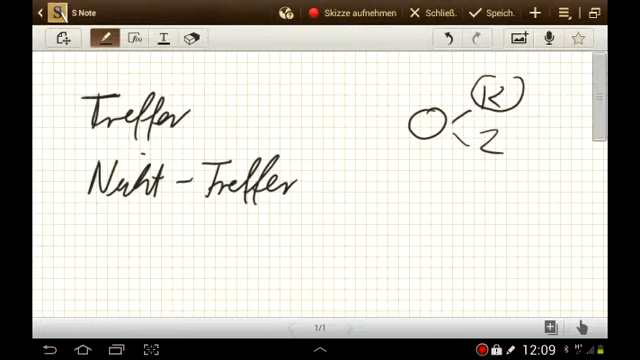 S Note
Skizze aufnehmen
Schließ.
Speich.
f(x)
T
Treffer
K
Z
Nicht - Treffer
1/1
12:09